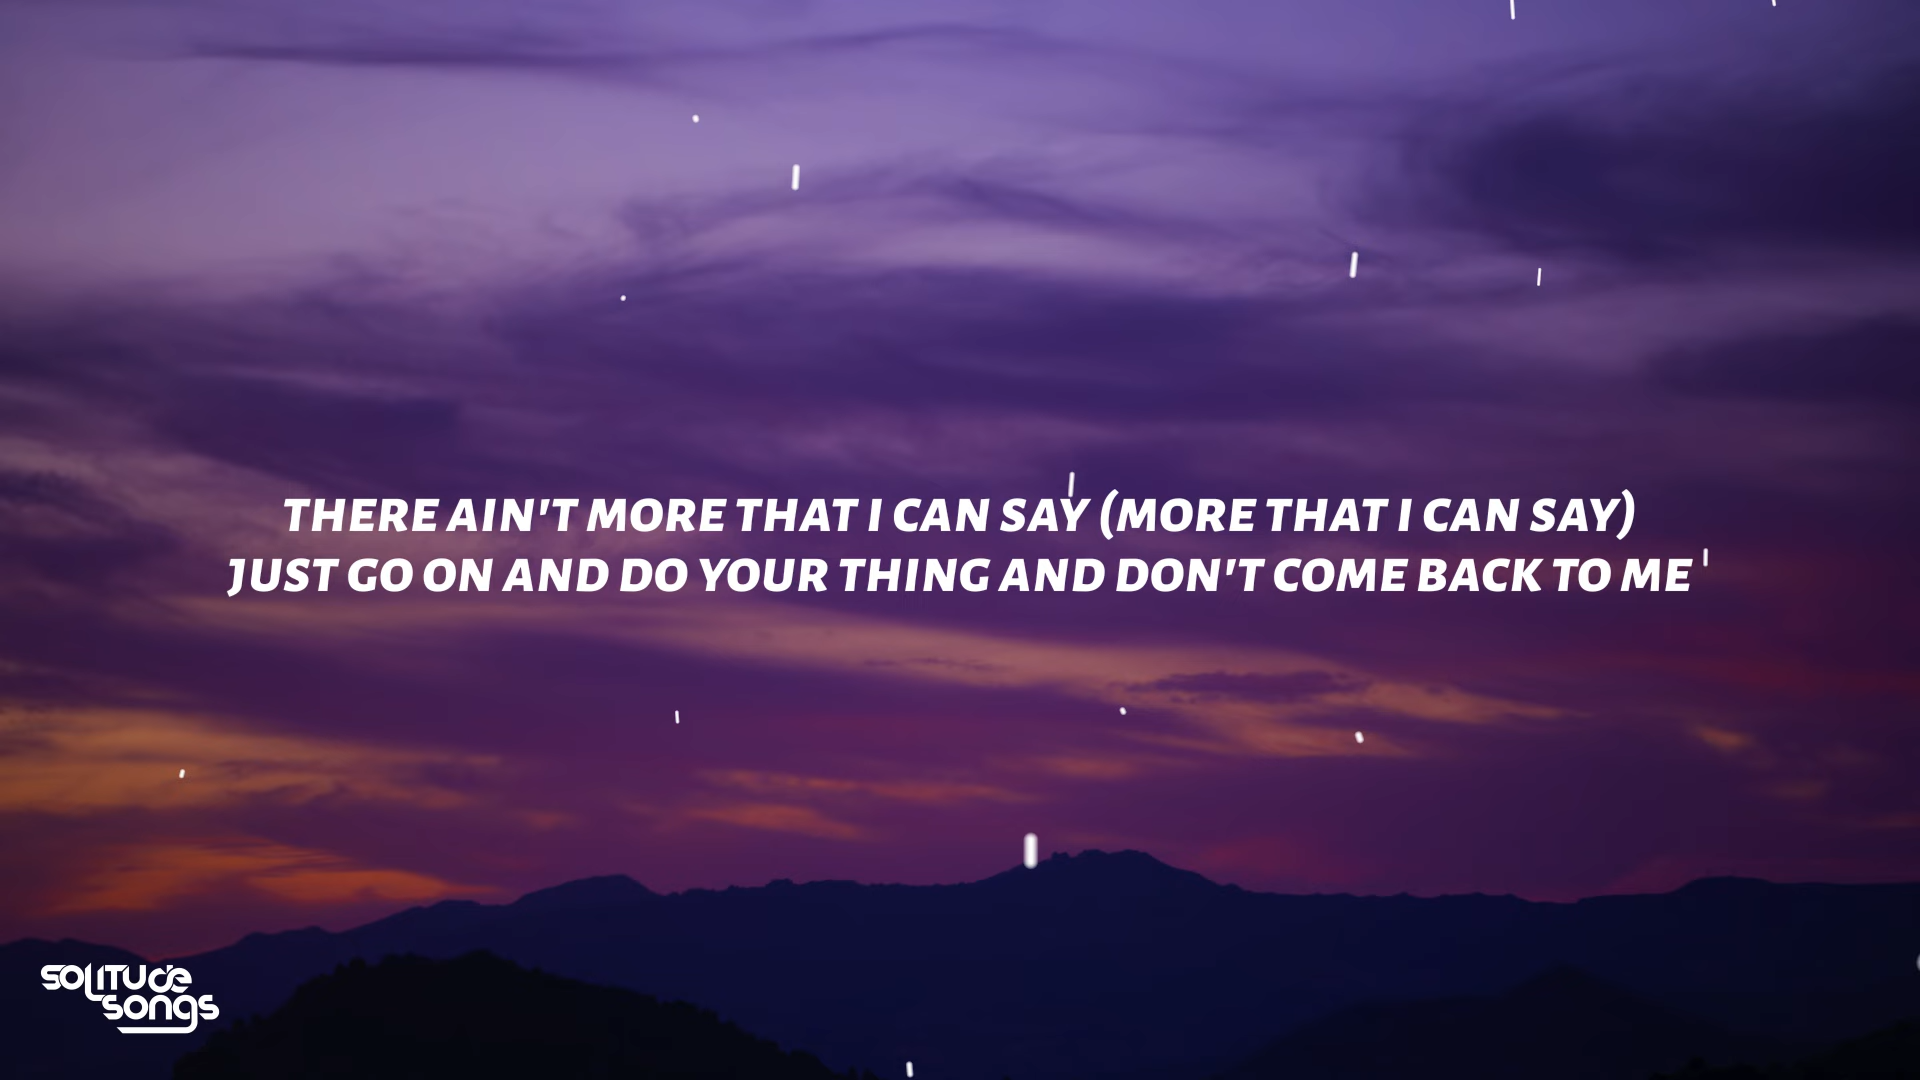 THERE AIN'T MORE THAT I CAN SAY (MORE THAT I CAN SAY)
JUST GO ON AND DO YOUR THING AND DON'T COME BACK TO ME
SOLITUDE
SONGS